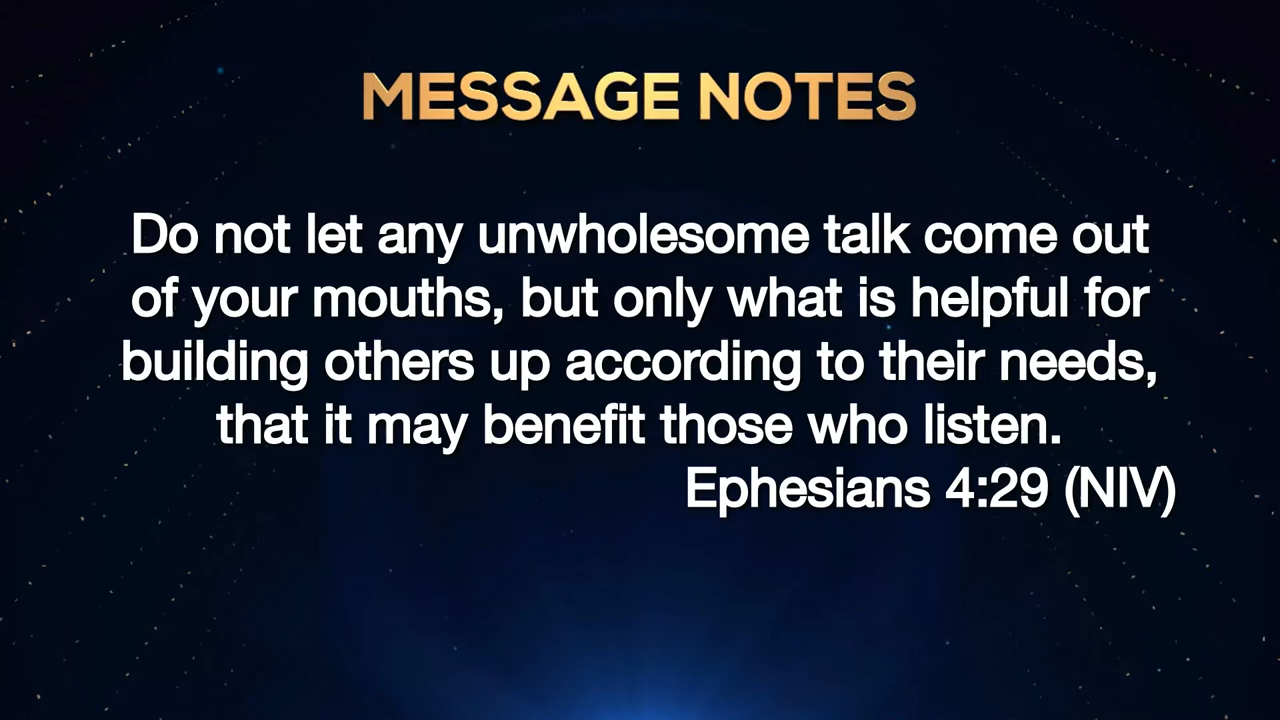 MESSAGE NOTES
Do not let any unwholesome talk come out
of your mouths, but only what is helpful for
building others up according to their needs,
that it may benefit those who listen.
Ephesians 4:29 (NIV)